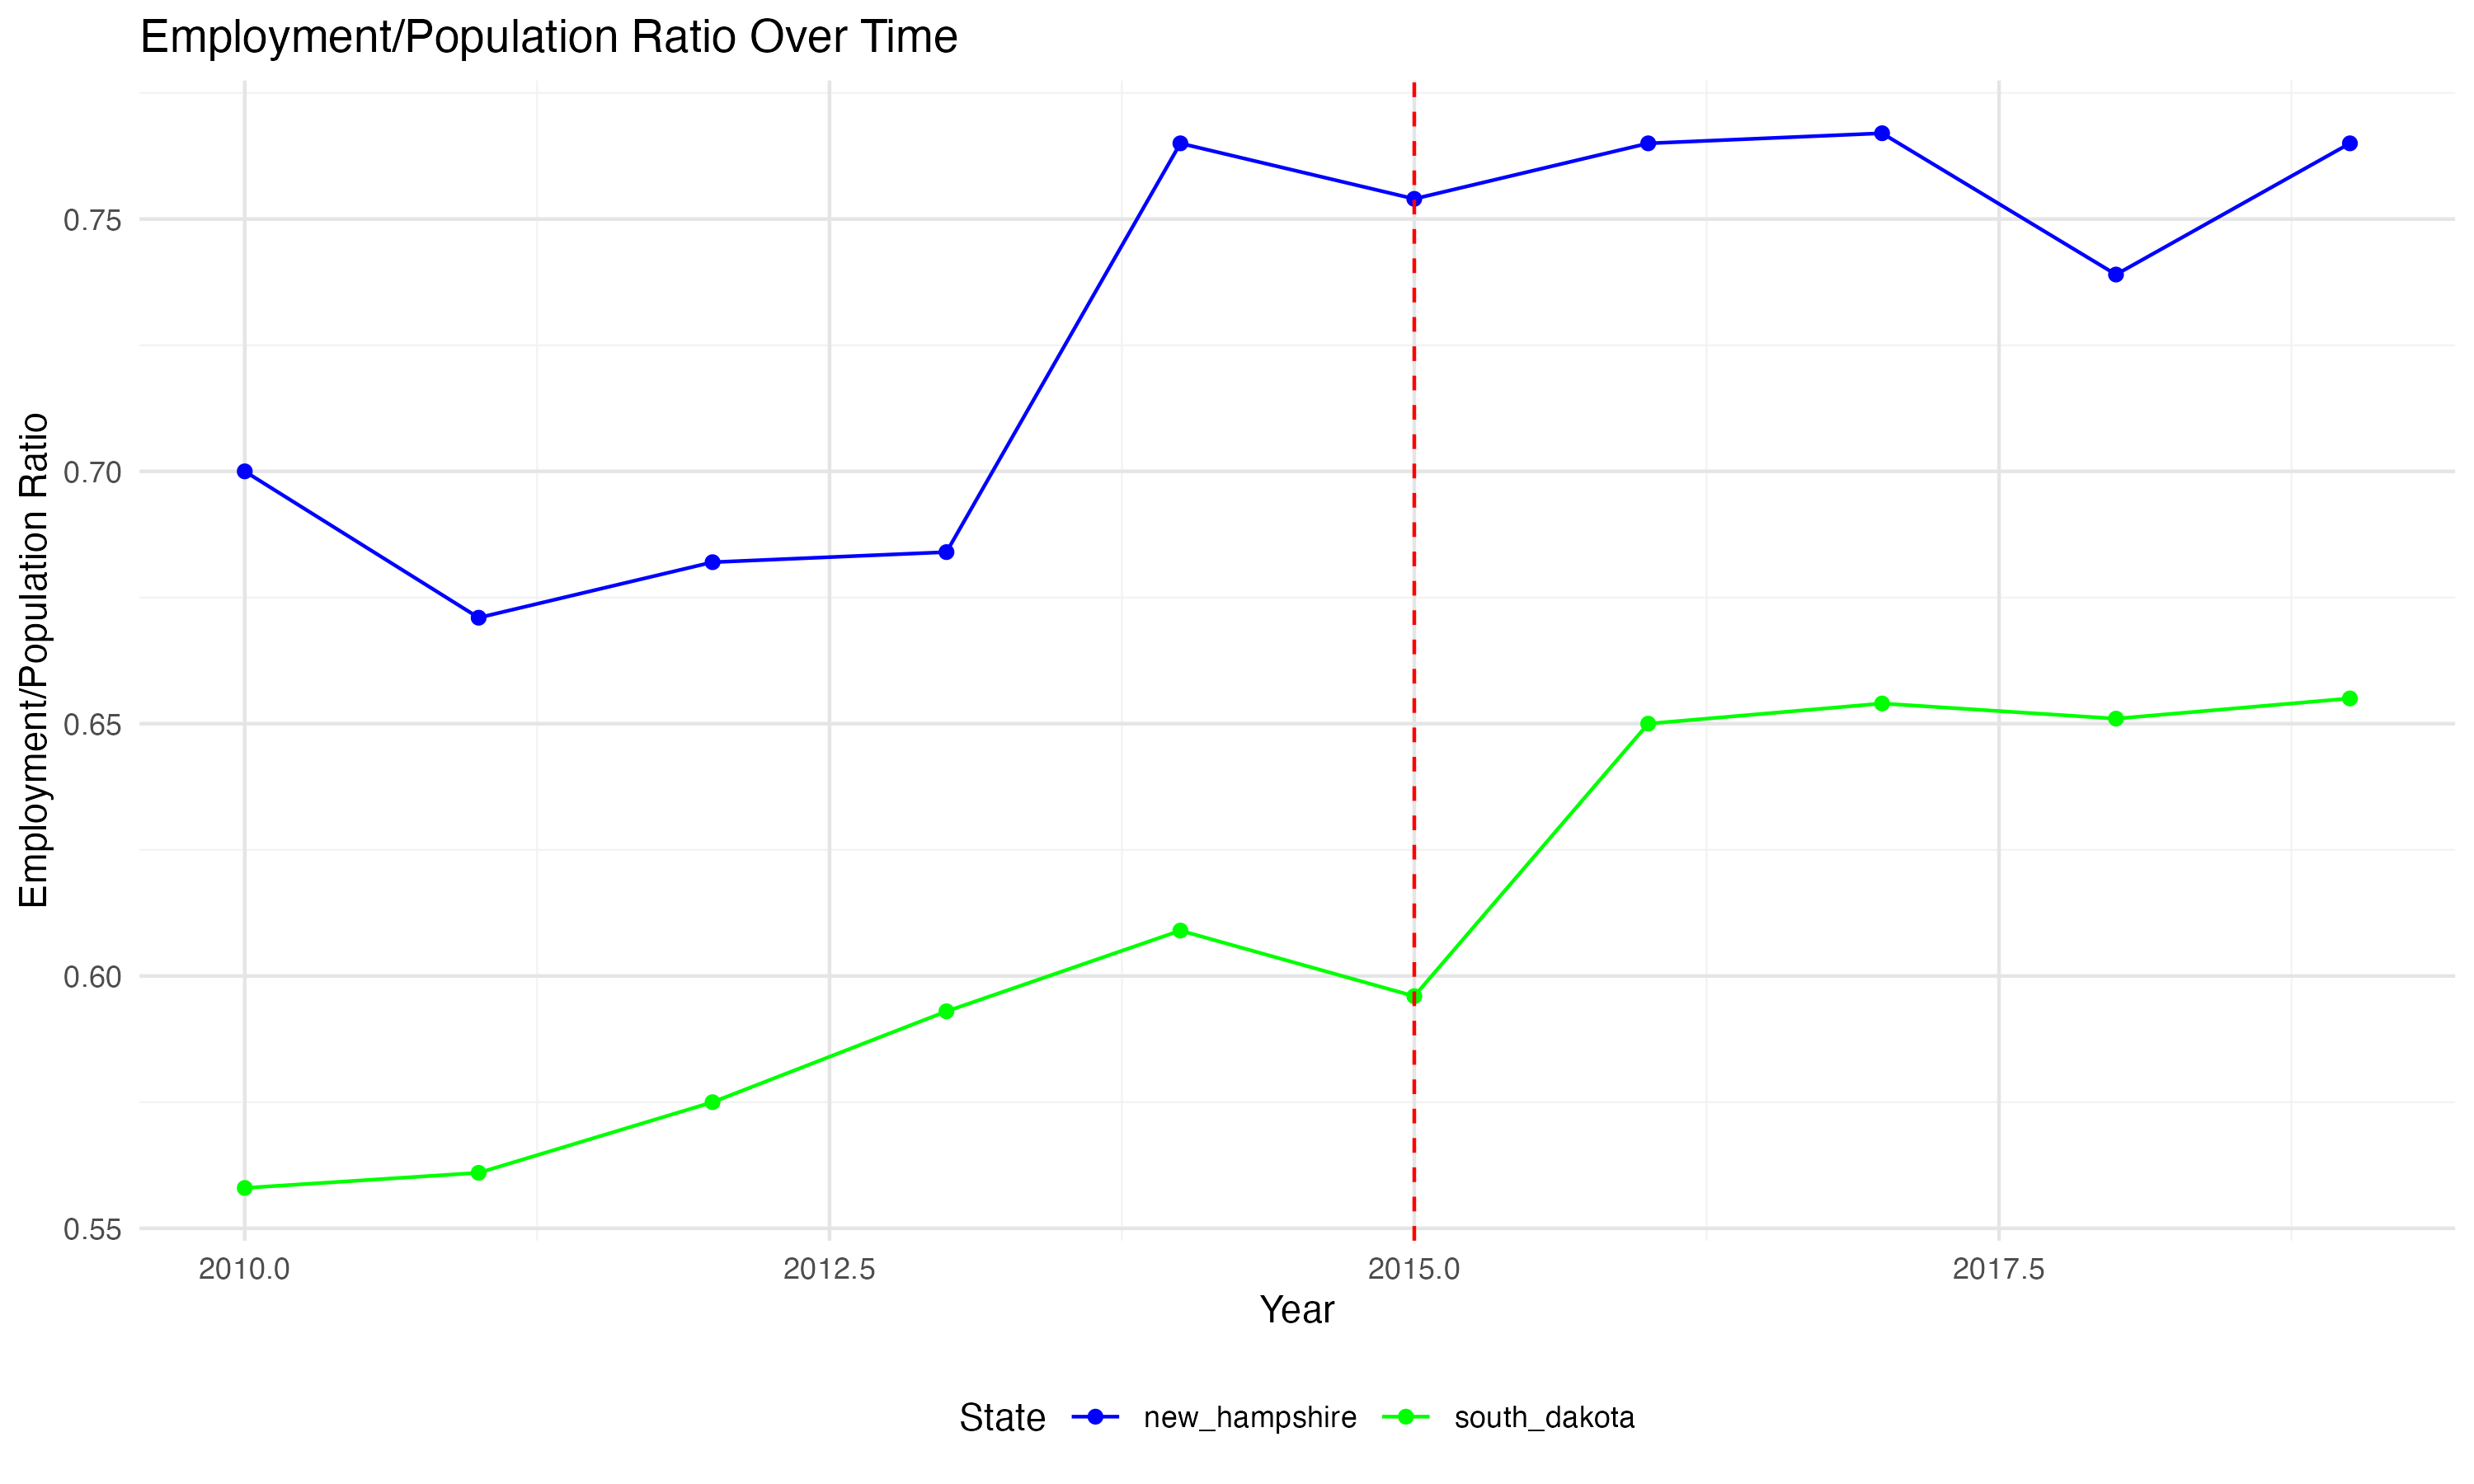 Employment/Population Ratio Over Time
Employment/Population Ratio
0.75
0.70
0.65
0.60
0.55
2010.0 2012.5 2015.0 2017.5
Year
State new_hampshire south_dakota